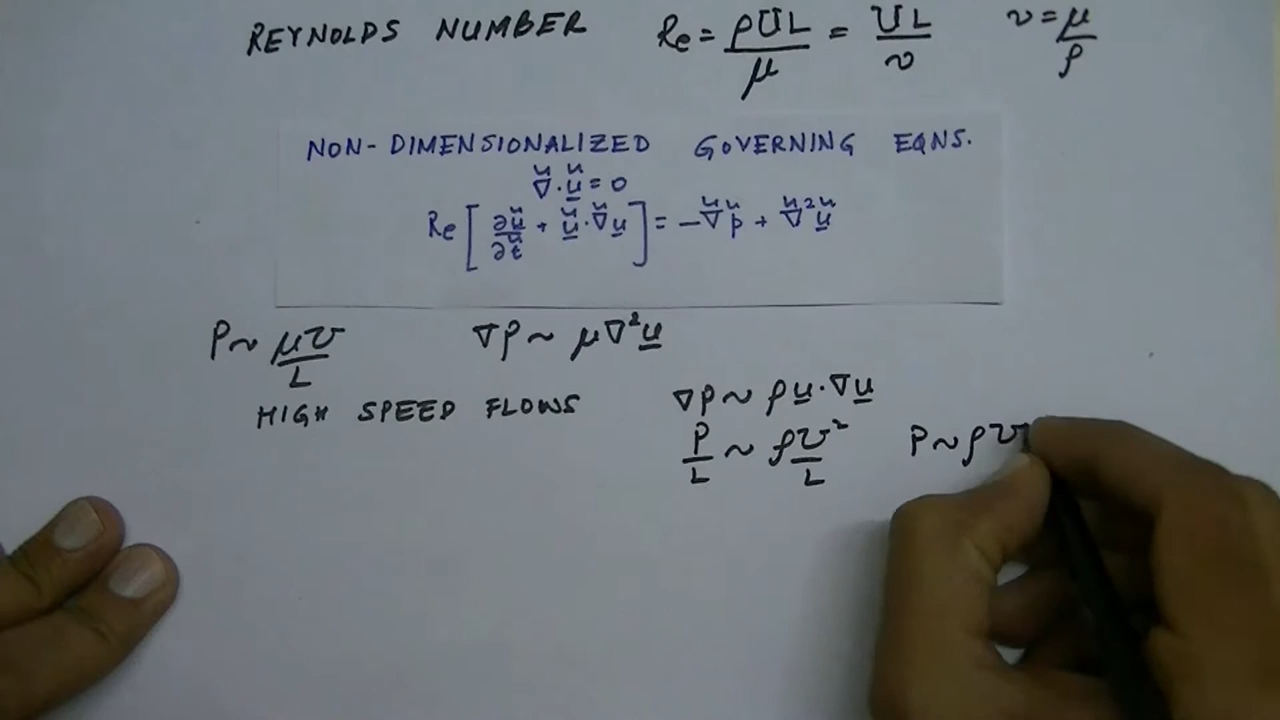 REYNOLDS NUMBER Re = ρUL/μ = UL/ν ν = μ/ρ
NON-DIMENSIONALIZED GOVERNING EQNS.
∇̃·ũ = 0
Re[∂ũ/∂t̃ + ũ·∇̃ũ] = -∇̃p̃ + ∇̃²ũ
P ~ μU/L ∇p ~ μ∇²u
HIGH SPEED FLOWS ∇p ~ ρu·∇u
P/L ~ ρU²/L P ~ ρU